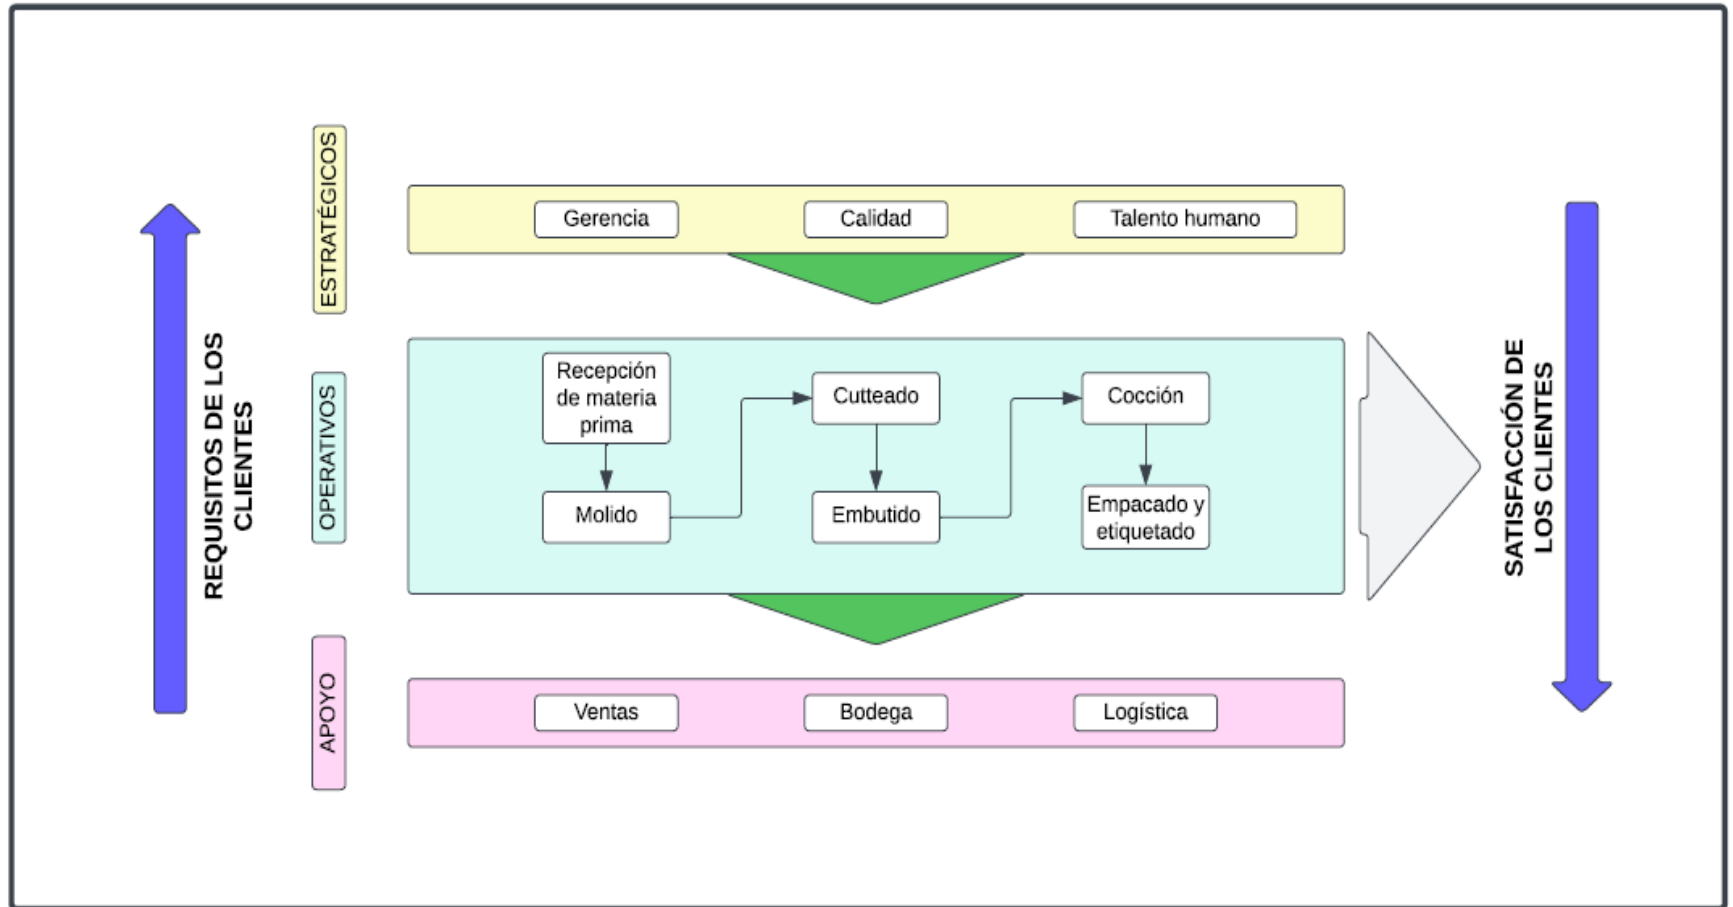 REQUISITOS DE LOS
CLIENTES
ESTRATÉGICOS
Gerencia
Calidad
Talento humano
OPERATIVOS
Recepción
de materia
prima
Molido
Cutteado
Embutido
Cocción
Empacado y
etiquetado
APOYO
Ventas
Bodega
Logística
SATISFACCIÓN DE
LOS CLIENTES